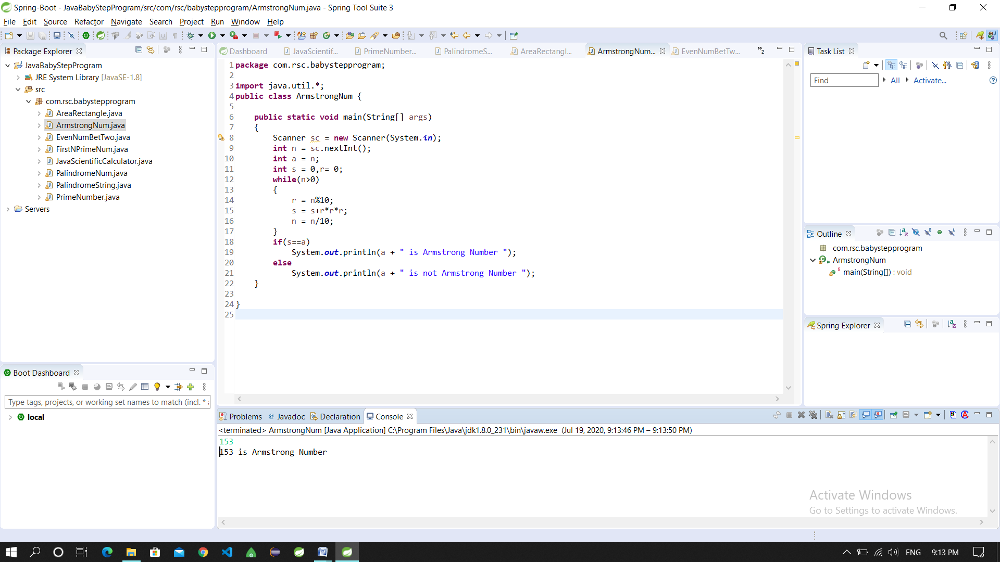 Spring-Boot - JavaBabyStepProgram/src/com/rsc/babystepprogram/ArmstrongNum.java - Spring Tool Suite 3
File Edit Source Refactor Navigate Search Project Run Window Help
Package Explorer
JavaBabyStepProgram
JRE System Library [JavaSE-1.8]
src
com.rsc.babystepprogram
AreaRectangle.java
ArmstrongNum.java
EvenNumBetTwo.java
FirstNPrimeNum.java
JavaScientificCalculator.java
PalindromeNum.java
PalindromeString.java
PrimeNumber.java
Servers
Boot Dashboard
Type tags, projects, or working set names to match (incl. *
local
Dashboard JavaScientif... PrimeNumber... PalindromeS... AreaRectangl... ArmstrongNum... EvenNumBetTw... »2
1 package com.rsc.babystepprogram;
2
3 import java.util.*;
4 public class ArmstrongNum {
5
6 public static void main(String[] args)
7 {
8 Scanner sc = new Scanner(System.in);
9 int n = sc.nextInt();
10 int a = n;
11 int s = 0,r= 0;
12 while(n>0)
13 {
14 r = n%10;
15 s = s+r*r*r;
16 n = n/10;
17 }
18 if(s==a)
19 System.out.println(a + " is Armstrong Number ");
20 else
21 System.out.println(a + " is not Armstrong Number ");
22 }
23
24 }
25
Task List
Find All Activate...
Outline
com.rsc.babystepprogram
ArmstrongNum
main(String[]) : void
Spring Explorer
Problems @ Javadoc Declaration Console
<terminated> ArmstrongNum [Java Application] C:\Program Files\Java\jdk1.8.0_231\bin\javaw.exe (Jul 19, 2020, 9:13:46 PM – 9:13:50 PM)
153
153 is Armstrong Number
Activate Windows
Go to Settings to activate Windows.
ENG 9:13 PM